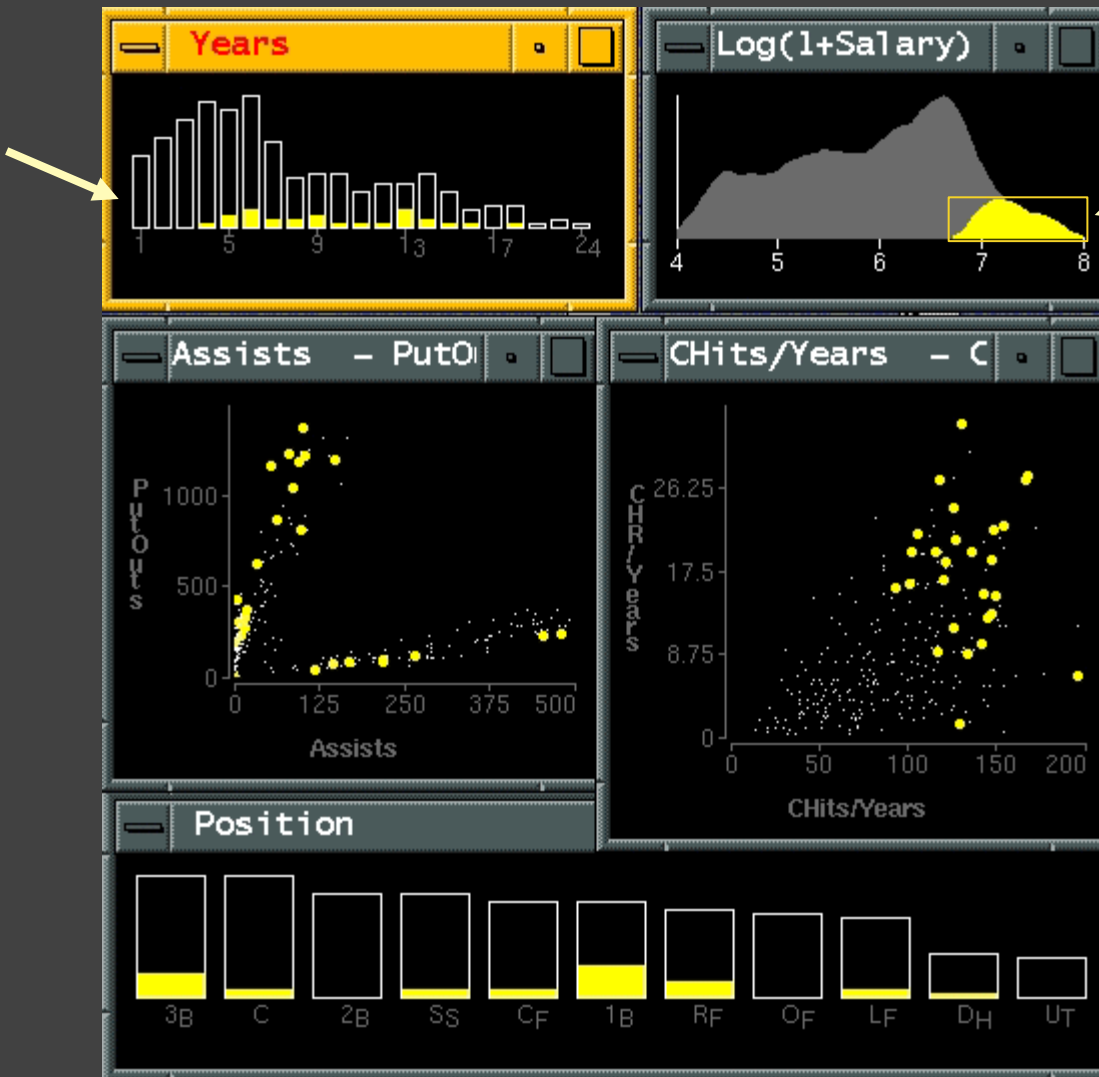 Years
1 5 9 13 17 24
Log(1+Salary)
4 5 6 7 8
Assists - PutO
PutOuts
1000
500
0
0 125 250 375 500
Assists
CHits/Years - C
CHR/Years
26.25
17.5
8.75
0
0 50 100 150 200
CHits/Years
Position
3B C 2B SS CF 1B RF OF LF DH UT